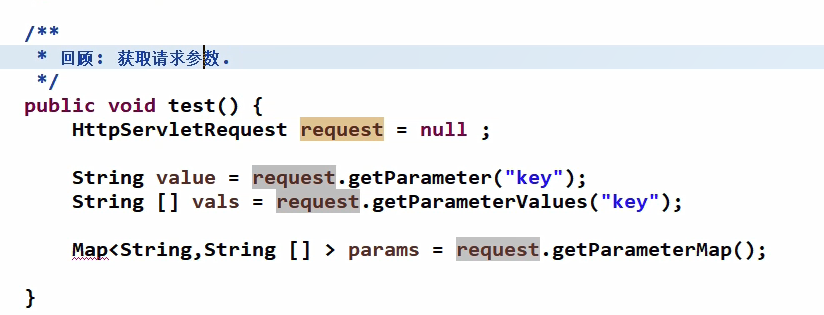 /**
 * 回顾: 获取请求参数.
 */
public void test() {
    HttpServletRequest request = null ;
    String value = request.getParameter("key");
    String [] vals = request.getParameterValues("key");
    Map<String,String [] > params = request.getParameterMap();
}